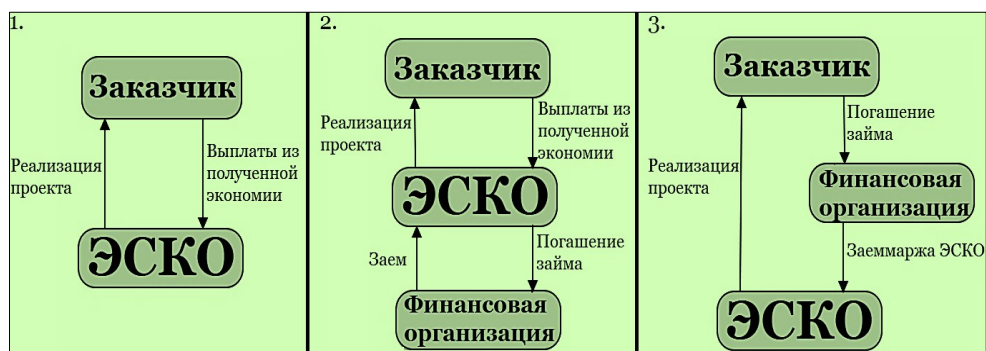 1.
Заказчик
Реализация
проекта
Выплаты из
полученной
экономии
ЭСКО
2.
Заказчик
Реализация
проекта
Выплаты из
полученной
экономии
ЭСКО
Заем
Погашение
займа
Финансовая
организация
3.
Заказчик
Реализация
проекта
Погашение
займа
Финансовая
организация
Заеммаржа ЭСКО
ЭСКО